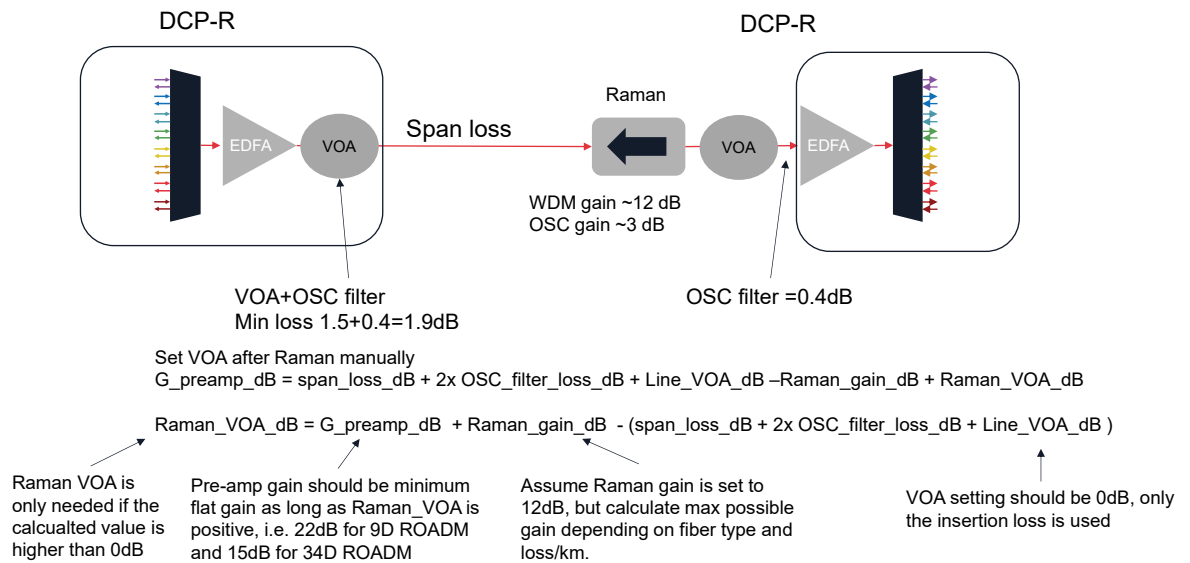 DCP-R
DCP-R
Raman
EDFA
VOA
Span loss
VOA
EDFA
WDM gain ~12 dB
OSC gain ~3 dB
VOA+OSC filter
Min loss 1.5+0.4=1.9dB
OSC filter =0.4dB
Set VOA after Raman manually
G_preamp_dB = span_loss_dB + 2x OSC_filter_loss_dB + Line_VOA_dB –Raman_gain_dB + Raman_VOA_dB
Raman_VOA_dB = G_preamp_dB + Raman_gain_dB - (span_loss_dB + 2x OSC_filter_loss_dB + Line_VOA_dB )
Raman VOA is
only needed if the
calcualted value is
higher than 0dB
Pre-amp gain should be minimum
flat gain as long as Raman_VOA is
positive, i.e. 22dB for 9D ROADM
and 15dB for 34D ROADM
Assume Raman gain is set to
12dB, but calculate max possible
gain depending on fiber type and
loss/km.
VOA setting should be 0dB, only
the insertion loss is used